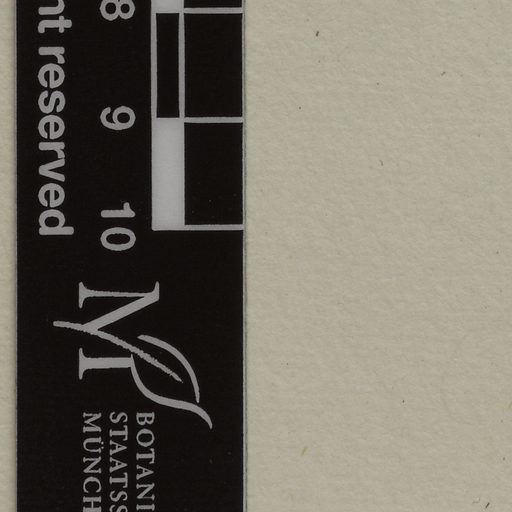 8
9
10
nt reserved
M
BOTANI
STAATSS
MÜNCH